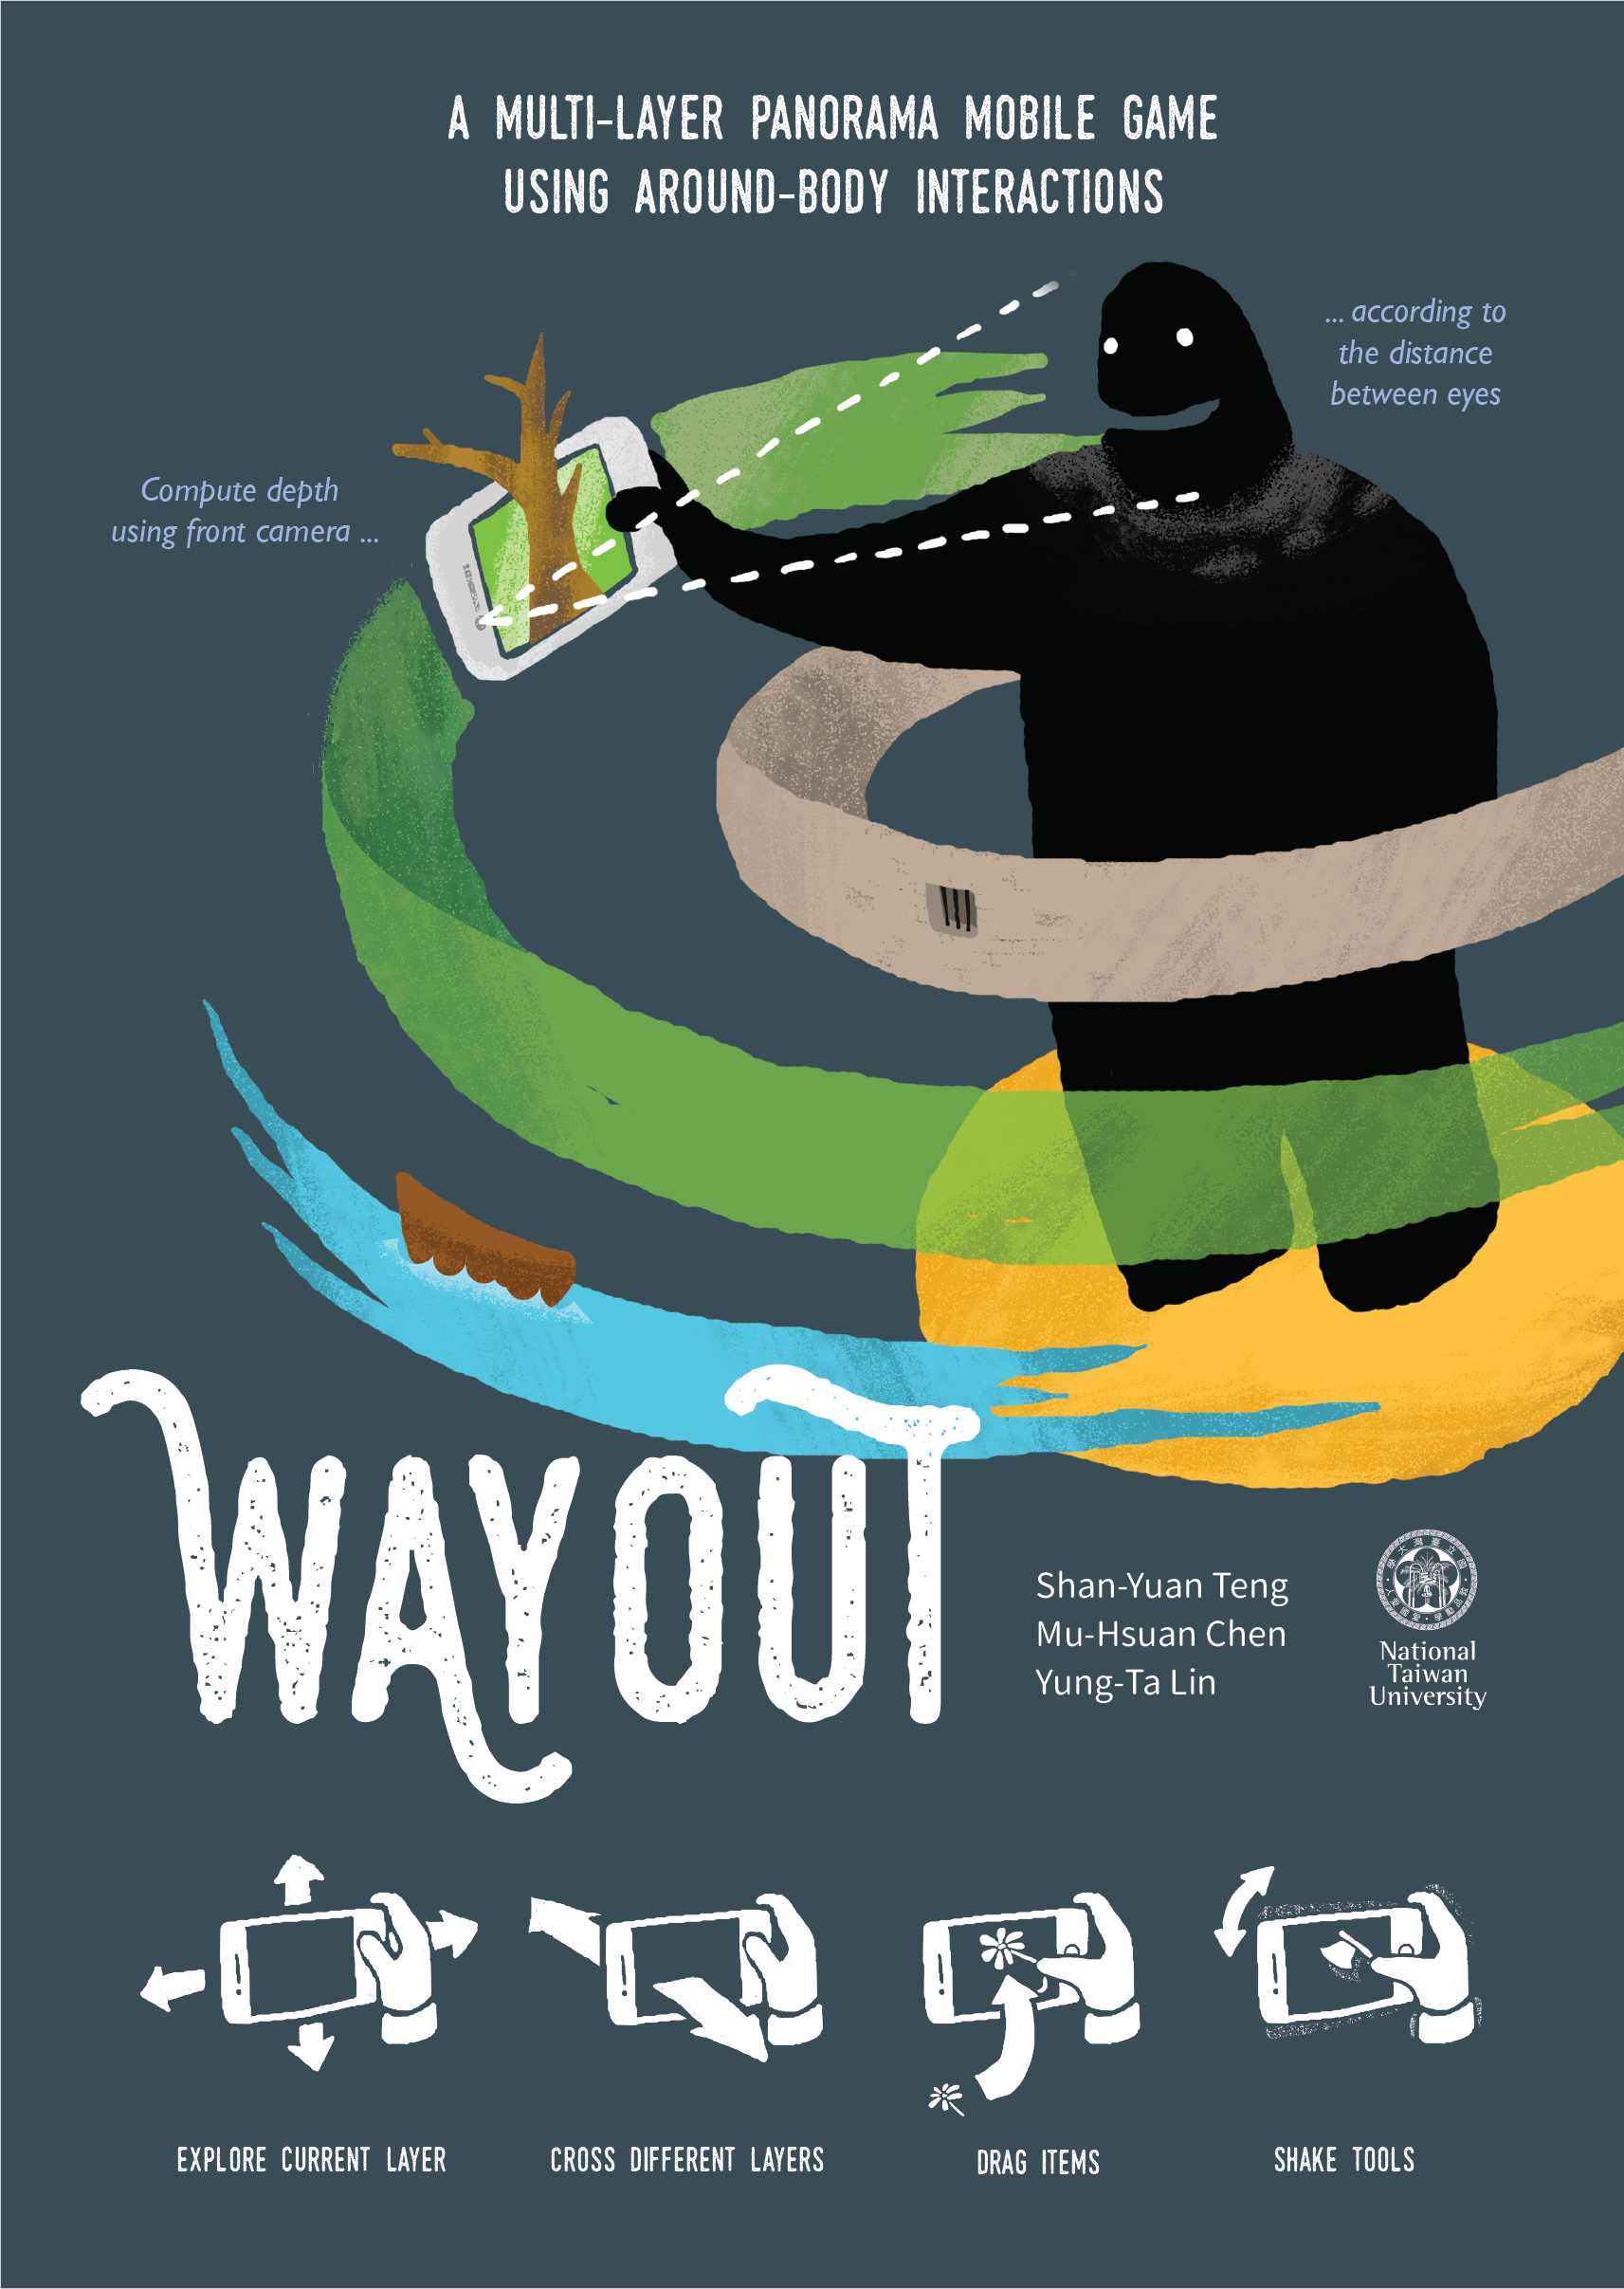 A MULTI-LAYER PANORAMA MOBILE GAME
USING AROUND-BODY INTERACTIONS
... according to
the distance
between eyes
Compute depth
using front camera ...
WAYOUT
Shan-Yuan Teng
Mu-Hsuan Chen
Yung-Ta Lin
National
Taiwan
University
EXPLORE CURRENT LAYER
CROSS DIFFERENT LAYERS
DRAG ITEMS
SHAKE TOOLS